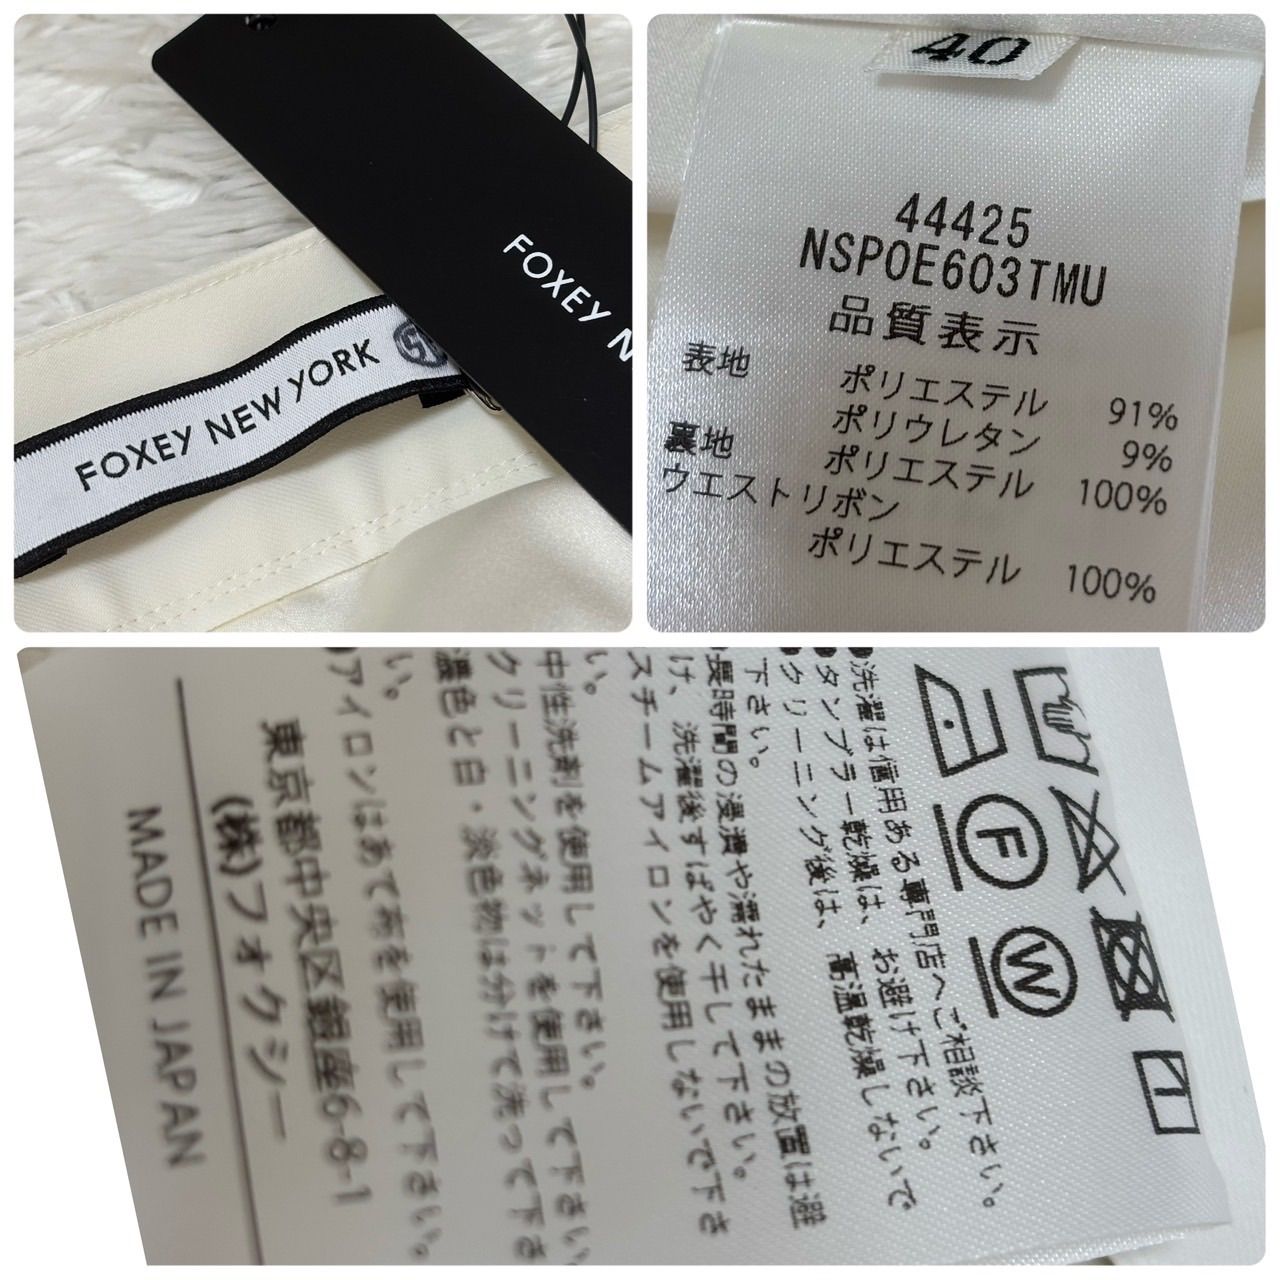 FOXEY NEW YORK
FOXEY N
40
44425
NSPOE603TMU
品質表示
表地 ポリエステル 91%
ポリウレタン 9%
裏地 ポリエステル 100%
ウエストリボン
ポリエステル 100%
F
W
●洗濯は信用ある専門店へご相談下さい。
●タンブラー乾燥は、お避け下さい。
●クリーニング後は、高温乾燥しないで
下さい。
●長時間の浸漬や濡れたままの放置は避
け、洗濯後すばやく干して下さい。
スチームアイロンを使用しないで下さ
い。
中性洗剤を使用して下さい。
クリーニングネットを使用して下さい
濃色と白・淡色物は分けて洗って下さ
い。
●アイロンはあて布を使用して下さい。
東京都中央区銀座6-8-1
(株)フォクシー
MADE IN JAPAN